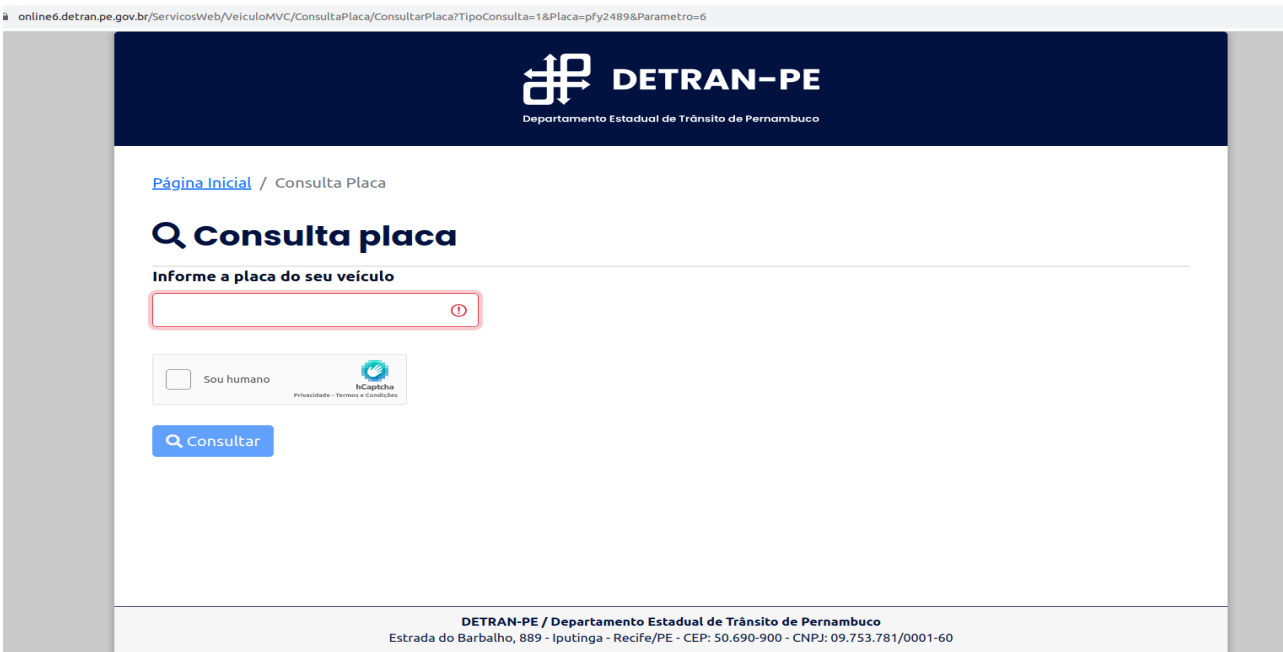 online6.detran.pe.gov.br/ServicosWeb/VeiculoMVC/ConsultaPlaca/ConsultarPlaca?TipoConsulta=1&Placa=pfy2489&Parametro=6
DETRAN-PE
Departamento Estadual de Trânsito de Pernambuco
Página Inicial / Consulta Placa
Consulta placa
Informe a placa do seu veículo
Sou humano
hCaptcha
Privacidade - Termos e Condições
Consultar
DETRAN-PE / Departamento Estadual de Trânsito de Pernambuco
Estrada do Barbalho, 889 - Iputinga - Recife/PE - CEP: 50.690-900 - CNPJ: 09.753.781/0001-60